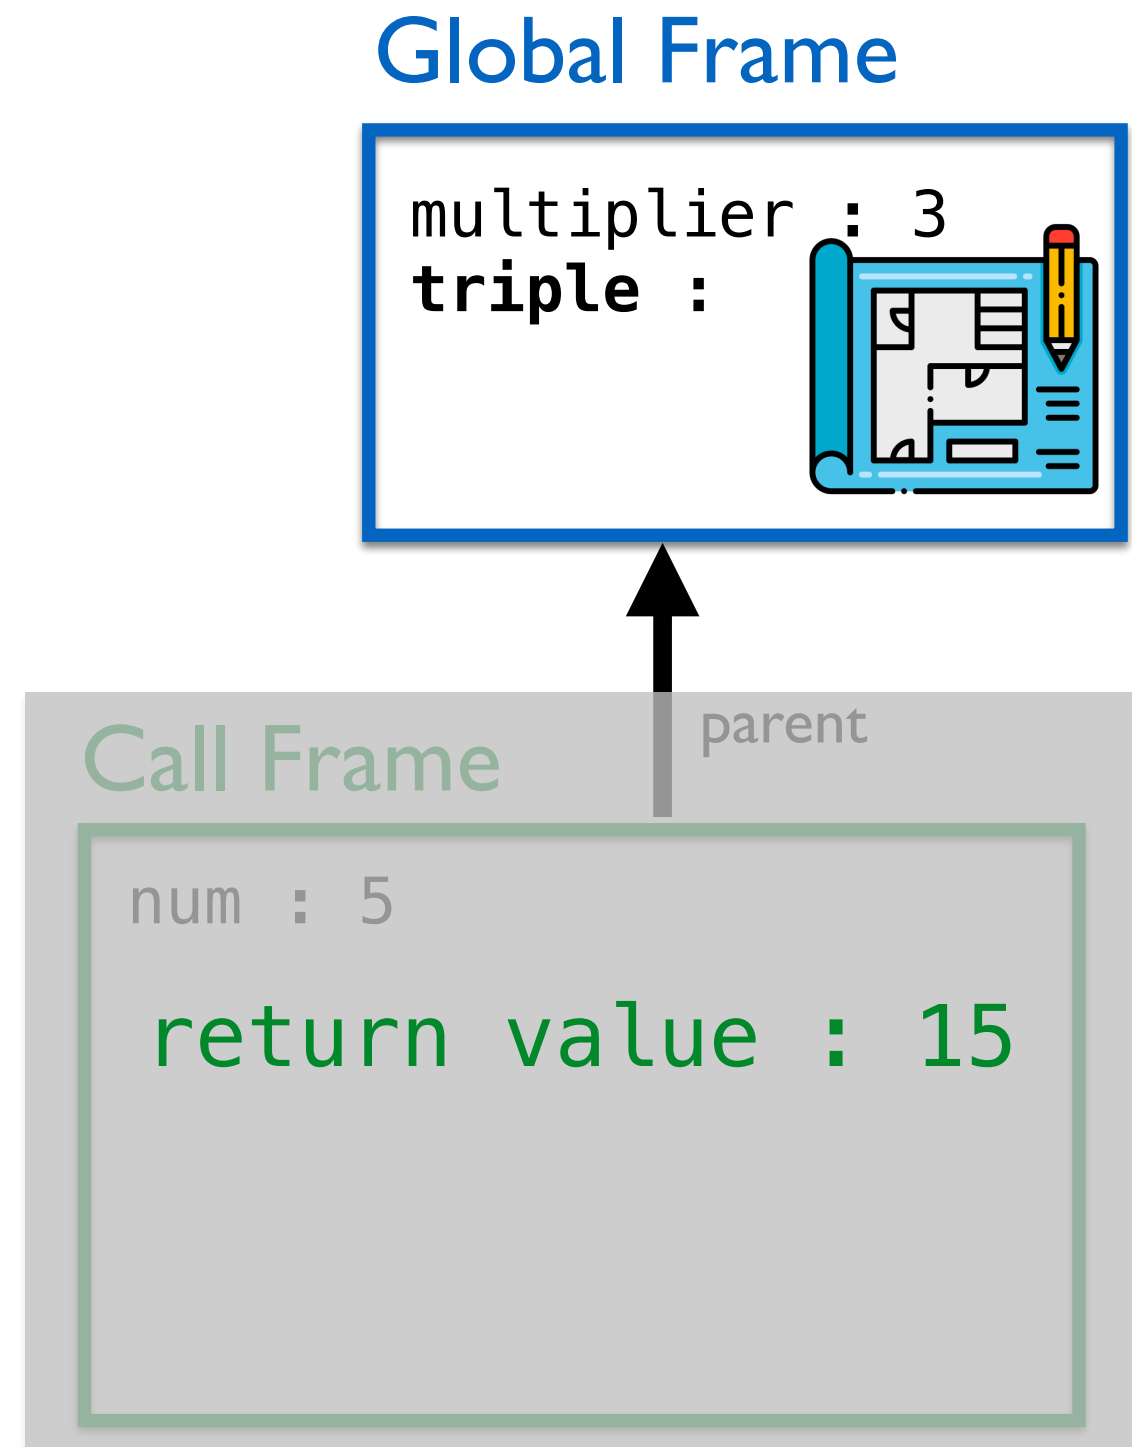 Global Frame
multiplier : 3
triple :
parent
Call Frame
num : 5
return value : 15